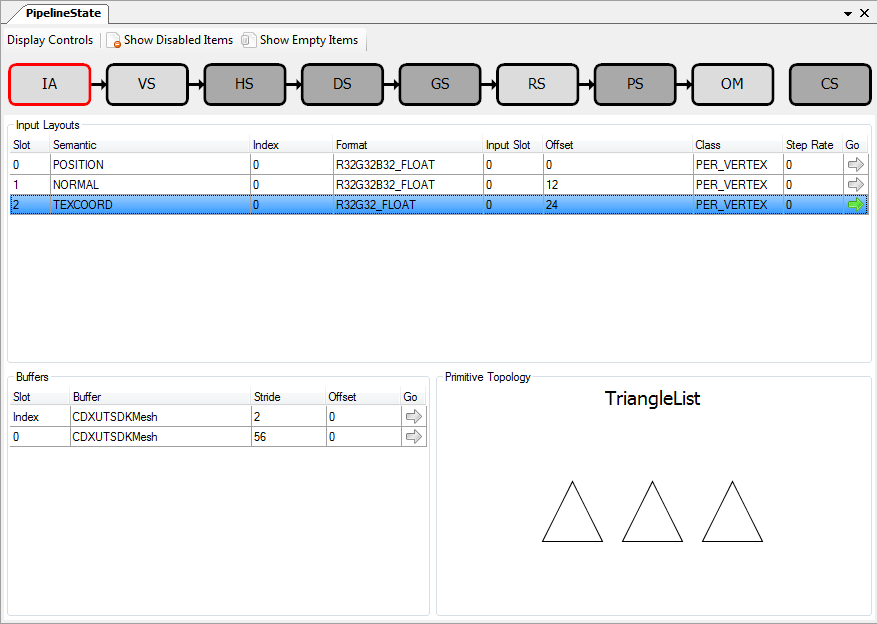 PipelineState
Display Controls Show Disabled Items Show Empty Items
IA VS HS DS GS RS PS OM CS
Input Layouts
Slot Semantic Index Format Input Slot Offset Class Step Rate Go
0 POSITION 0 R32G32B32_FLOAT 0 0 PER_VERTEX 0
1 NORMAL 0 R32G32B32_FLOAT 0 12 PER_VERTEX 0
2 TEXCOORD 0 R32G32_FLOAT 0 24 PER_VERTEX 0
Buffers
Slot Buffer Stride Offset Go
Index CDXUTSDKMesh 2 0
0 CDXUTSDKMesh 56 0
Primitive Topology
TriangleList